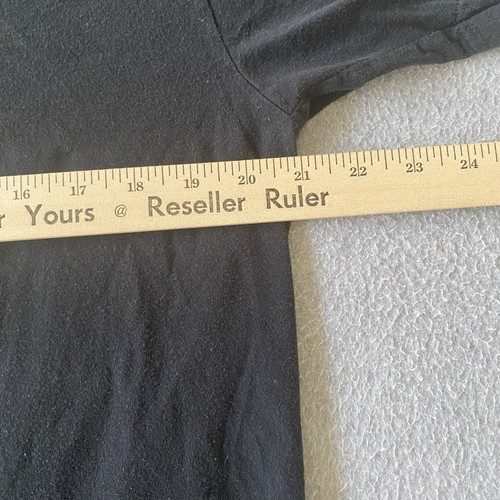 16 17 18 19 20 21 22 23 24
r Yours @ Reseller Ruler